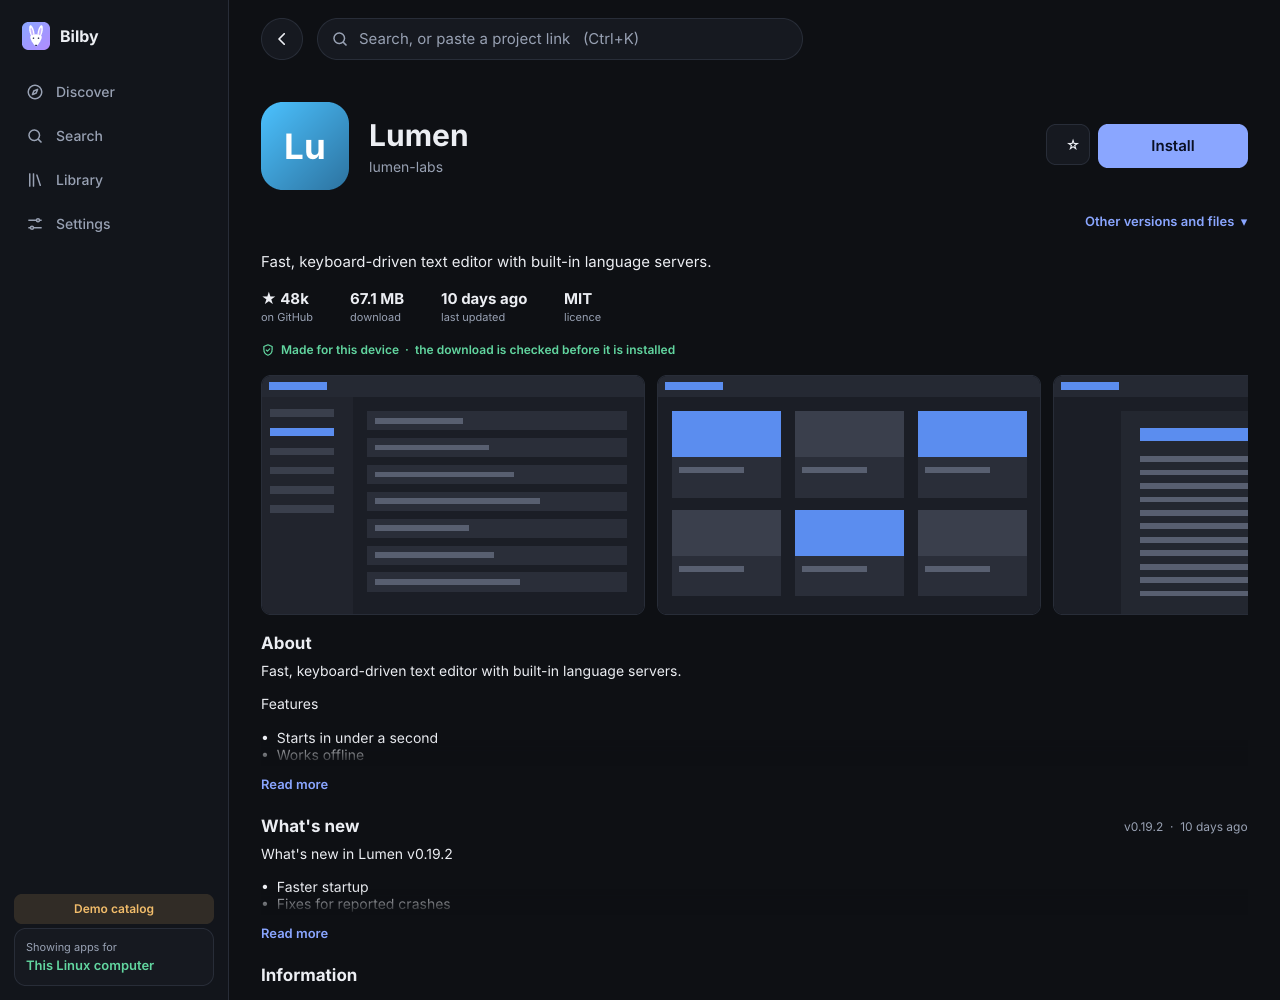 Bilby
Discover
Search
Library
Settings
Demo catalog
Showing apps for
This Linux computer
Search, or paste a project link (Ctrl+K)
Lu
Lumen
lumen-labs
☆
Install
Other versions and files ▾
Fast, keyboard-driven text editor with built-in language servers.
★ 48k
on GitHub
67.1 MB
download
10 days ago
last updated
MIT
licence
Made for this device · the download is checked before it is installed
About
Fast, keyboard-driven text editor with built-in language servers.
Features
• Starts in under a second
• Works offline
Read more
What's new
v0.19.2 · 10 days ago
What's new in Lumen v0.19.2
• Faster startup
• Fixes for reported crashes
Read more
Information